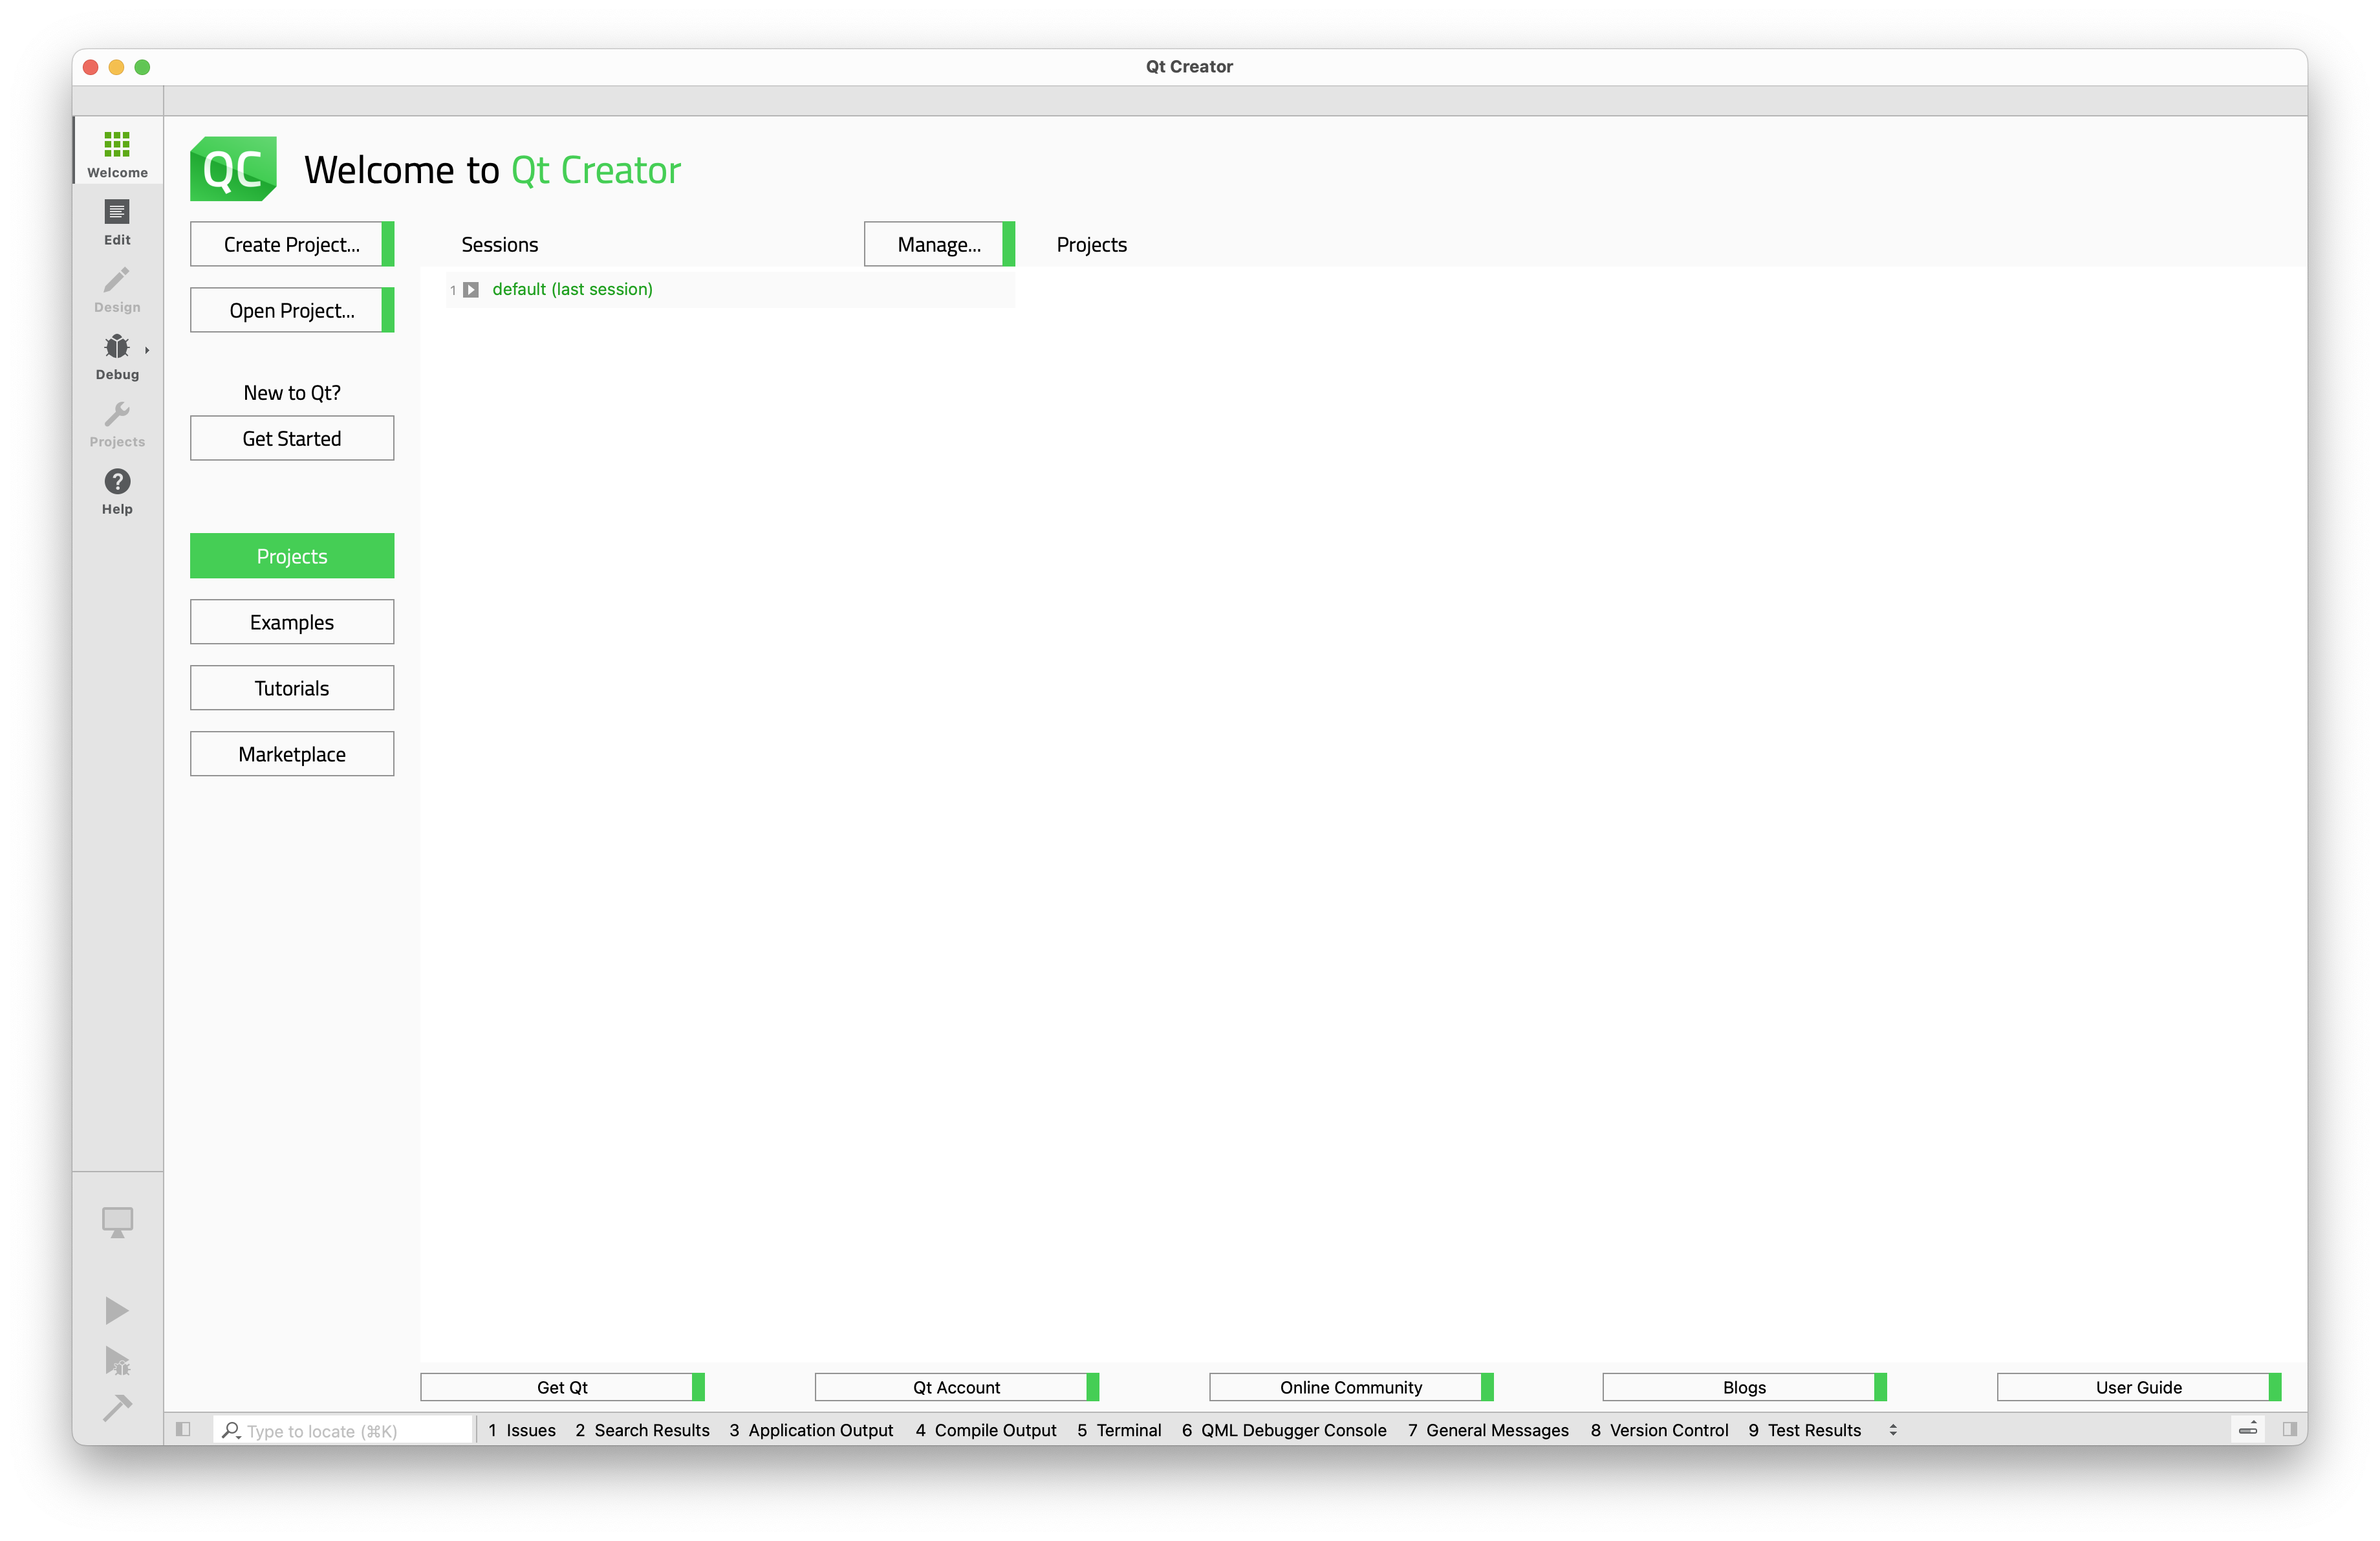 Qt Creator
Welcome
Edit
Design
Debug
Projects
Help
QC
Welcome to Qt Creator
Create Project...
Open Project...
New to Qt?
Get Started
Projects
Examples
Tutorials
Marketplace
Sessions
Manage...
Projects
1 default (last session)
Get Qt
Qt Account
Online Community
Blogs
User Guide
Type to locate (⌘K)
1 Issues 2 Search Results 3 Application Output 4 Compile Output 5 Terminal 6 QML Debugger Console 7 General Messages 8 Version Control 9 Test Results